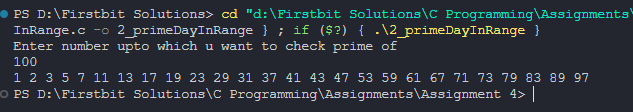 PS D:\Firstbit Solutions> cd "d:\Firstbit Solutions\C Programming\Assignments\
InRange.c -o 2_primeDayInRange } ; if ($?) { .\2_primeDayInRange }
Enter number upto which u want to check prime of
100
1 2 3 5 7 11 13 17 19 23 29 31 37 41 43 47 53 59 61 67 71 73 79 83 89 97
PS D:\Firstbit Solutions\C Programming\Assignments\Assignment 4>